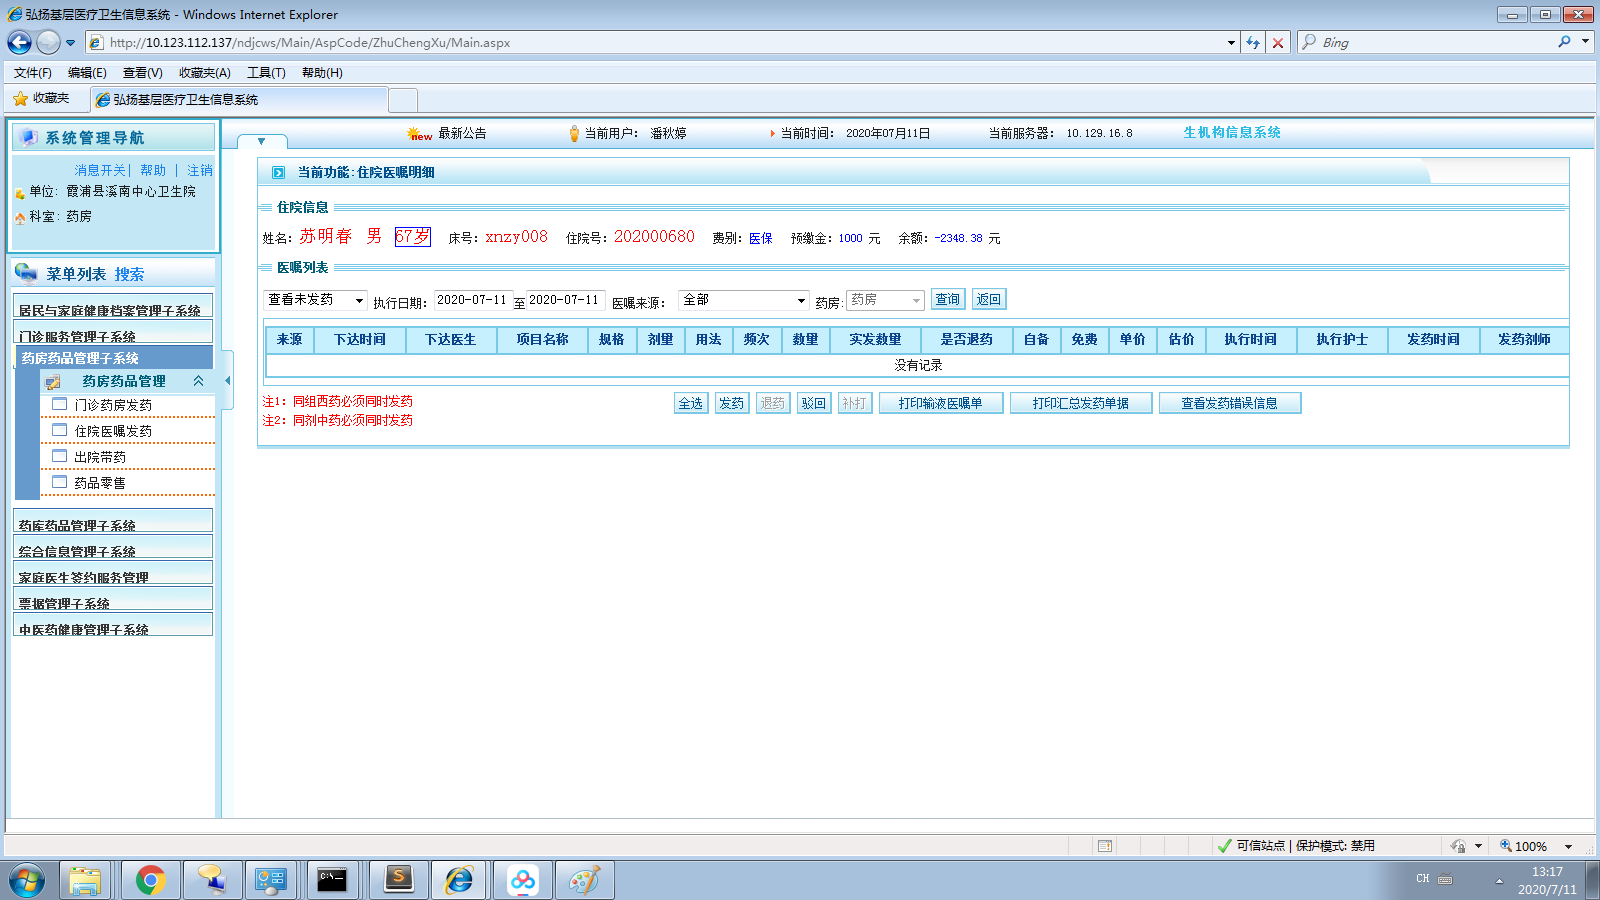 弘扬基层医疗卫生信息系统 - Windows Internet Explorer
http://10.123.112.137/ndjcws/Main/AspCode/ZhuChengXu/Main.aspx
Bing
文件(F) 编辑(E) 查看(V) 收藏夹(A) 工具(T) 帮助(H)
收藏夹 弘扬基层医疗卫生信息系统
系统管理导航
消息开关| 帮助 | 注销
单位: 霞浦县溪南中心卫生院
科室: 药房
菜单列表 搜索
居民与家庭健康档案管理子系统
门诊服务管理子系统
药房药品管理子系统
药房药品管理
门诊药房发药
住院医嘱发药
出院带药
药品零售
药库药品管理子系统
综合信息管理子系统
家庭医生签约服务管理
票据管理子系统
中医药健康管理子系统
new 最新公告 当前用户: 潘秋婷 当前时间: 2020年07月11日 当前服务器: 10.129.16.8 生机构信息系统
当前功能:住院医嘱明细
住院信息
姓名: 苏明春 男 67岁 床号: xnzy008 住院号: 202000680 费别: 医保 预缴金: 1000 元 余额: -2348.38 元
医嘱列表
查看未发药 执行日期: 2020-07-11 至 2020-07-11 医嘱来源: 全部 药房: 药房 查询 返回
来源 下达时间 下达医生 项目名称 规格 剂量 用法 频次 数量 实发数量 是否退药 自备 免费 单价 估价 执行时间 执行护士 发药时间 发药剂师
没有记录
注1: 同组西药必须同时发药
注2: 同剂中药必须同时发药
全选 发药 退药 驳回 补打 打印输液医嘱单 打印汇总发药单据 查看发药错误信息
可信站点 | 保护模式: 禁用
100%
CH
13:17
2020/7/11